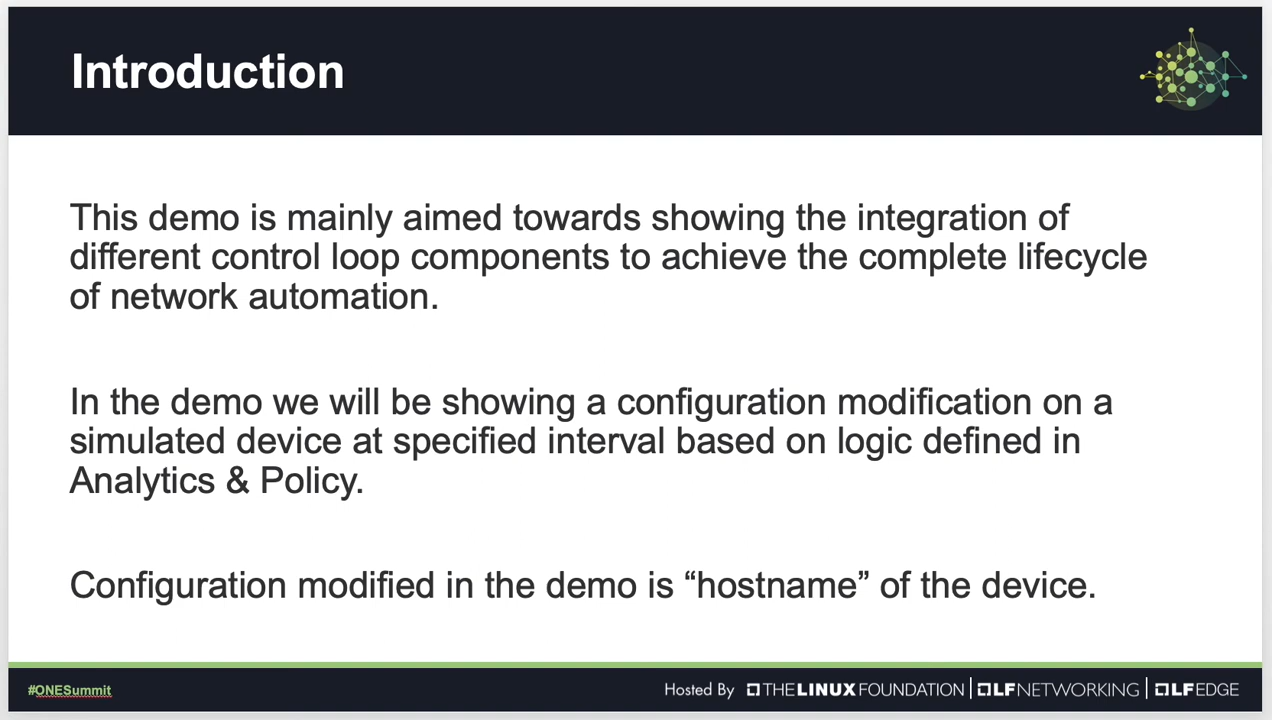 Introduction
This demo is mainly aimed towards showing the integration of
different control loop components to achieve the complete lifecycle
of network automation.
In the demo we will be showing a configuration modification on a
simulated device at specified interval based on logic defined in
Analytics & Policy.
Configuration modified in the demo is “hostname” of the device.
#ONESummit
Hosted By THE LINUX FOUNDATION | LF NETWORKING | LF EDGE